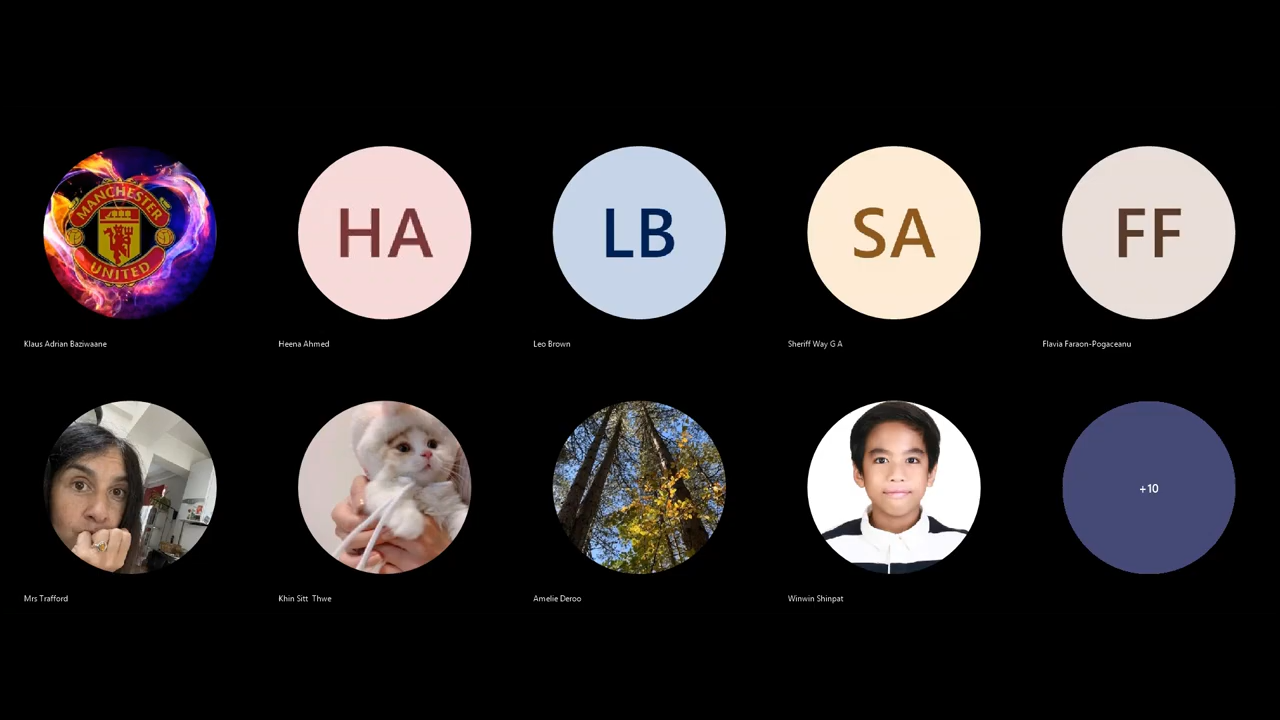 MANCHESTER
UNITED
HA
LB
SA
FF
Klaus Adrian Baziwaane
Heena Ahmed
Leo Brown
Sheriff Way G A
Flavia Faraon-Pogaceanu
+10
Mrs Trafford
Khin Sitt Thwe
Amelie Deroo
Winwin Shinpat